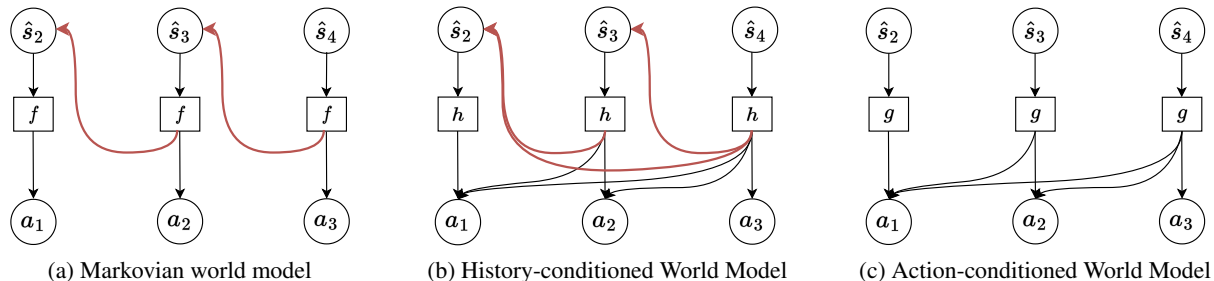 ŝ₂ ŝ₃ ŝ₄ ŝ₂ ŝ₃ ŝ₄ ŝ₂ ŝ₃ ŝ₄
f f f h h h g g g
a₁ a₂ a₃ a₁ a₂ a₃ a₁ a₂ a₃
(a) Markovian world model (b) History-conditioned World Model (c) Action-conditioned World Model